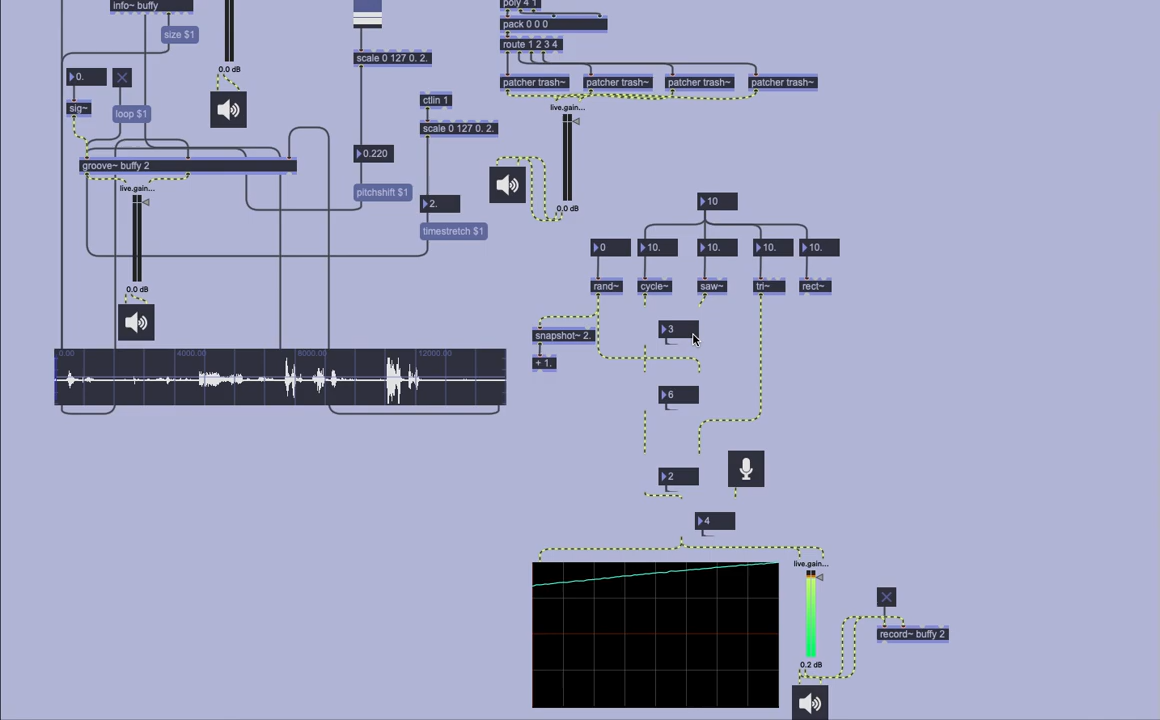 info~ buffy
size $1
0.0 dB
0.
sig~
loop $1
groove~ buffy 2
live.gain...
0.0 dB
0.00
4000.00
8000.00
12000.00
scale 0 127 0. 2.
0.220
pitchshift $1
ctlin 1
scale 0 127 0. 2.
2.
timestretch $1
poly 4 1
pack 0 0 0
route 1 2 3 4
patcher trash~ patcher trash~ patcher trash~ patcher trash~
live.gain...
0.0 dB
10
0 10. 10. 10. 10.
rand~ cycle~ saw~ tri~ rect~
3
snapshot~ 2.
+ 1.
6
2
4
live.gain...
0.2 dB
record~ buffy 2